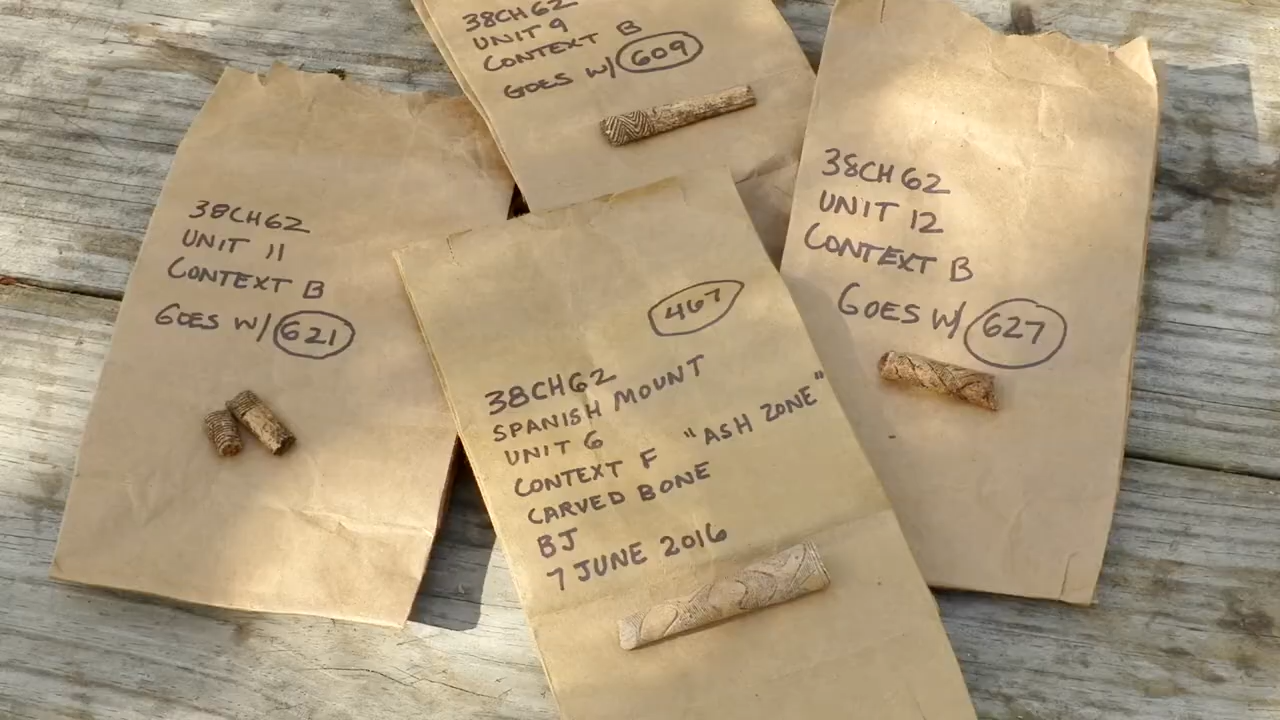 38CH62
UNIT 9
CONTEXT B
GOES W/ 609
38CH62
UNIT 11
CONTEXT B
GOES W/ 621
467
38CH62
SPANISH MOUNT
UNIT 6
CONTEXT F "ASH ZONE"
CARVED BONE
BJ
7 JUNE 2016
38CH62
UNIT 12
CONTEXT B
GOES W/ 627